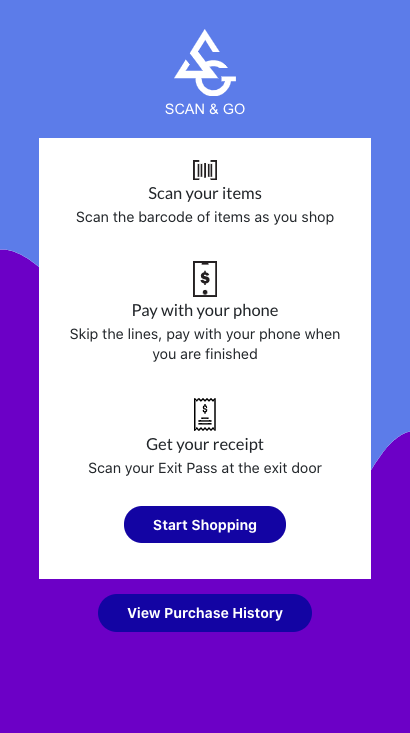 SCAN & GO
Scan your items
Scan the barcode of items as you shop
$
Pay with your phone
Skip the lines, pay with your phone when
you are finished
$
Get your receipt
Scan your Exit Pass at the exit door
Start Shopping
View Purchase History